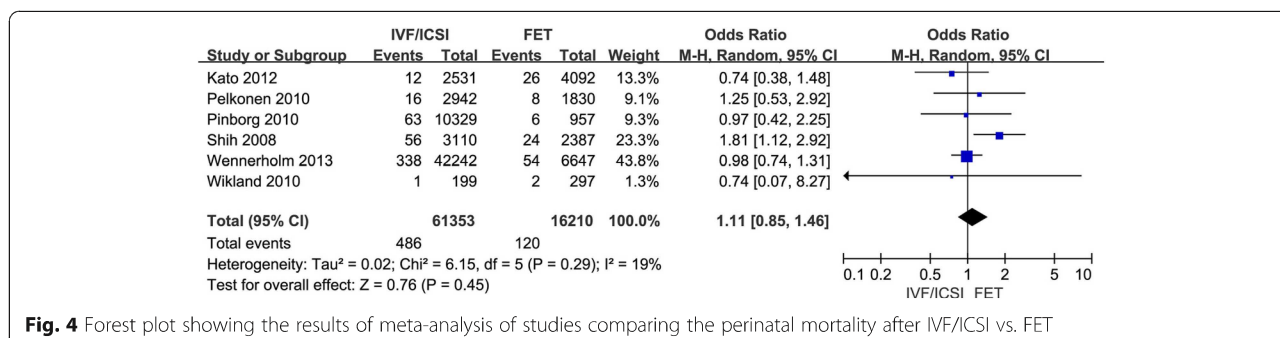 IVF/ICSI FET Odds Ratio Odds Ratio
Study or Subgroup Events Total Events Total Weight M-H, Random, 95% CI M-H, Random, 95% CI
Kato 2012 12 2531 26 4092 13.3% 0.74 [0.38, 1.48]
Pelkonen 2010 16 2942 8 1830 9.1% 1.25 [0.53, 2.92]
Pinborg 2010 63 10329 6 957 9.3% 0.97 [0.42, 2.25]
Shih 2008 56 3110 24 2387 23.3% 1.81 [1.12, 2.92]
Wennerholm 2013 338 42242 54 6647 43.8% 0.98 [0.74, 1.31]
Wikland 2010 1 199 2 297 1.3% 0.74 [0.07, 8.27]
Total (95% CI) 61353 16210 100.0% 1.11 [0.85, 1.46]
Total events 486 120
Heterogeneity: Tau² = 0.02; Chi² = 6.15, df = 5 (P = 0.29); I² = 19%
Test for overall effect: Z = 0.76 (P = 0.45)
0.1 0.2 0.5 1 2 5 10
IVF/ICSI FET
Fig. 4 Forest plot showing the results of meta-analysis of studies comparing the perinatal mortality after IVF/ICSI vs. FET